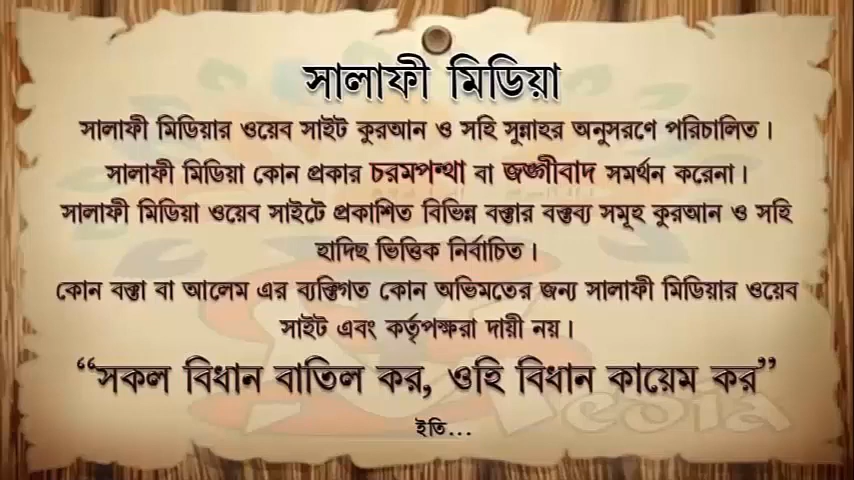 সালাফী মিডিয়া
সালাফী মিডিয়ার ওয়েব সাইট কুরআন ও সহি সুন্নাহর অনুসরণে পরিচালিত।
সালাফী মিডিয়া কোন প্রকার চরমপন্থা বা জঙ্গীবাদ সমর্থন করেনা।
সালাফী মিডিয়া ওয়েব সাইটে প্রকাশিত বিভিন্ন বক্তার বক্তব্য সমূহ কুরআন ও সহি
হাদিছ ভিত্তিক নির্বাচিত।
কোন বক্তা বা আলেম এর ব্যক্তিগত কোন অভিমতের জন্য সালাফী মিডিয়ার ওয়েব
সাইট এবং কর্তৃপক্ষরা দায়ী নয়।
“সকল বিধান বাতিল কর, ওহি বিধান কায়েম কর”
ইতি...